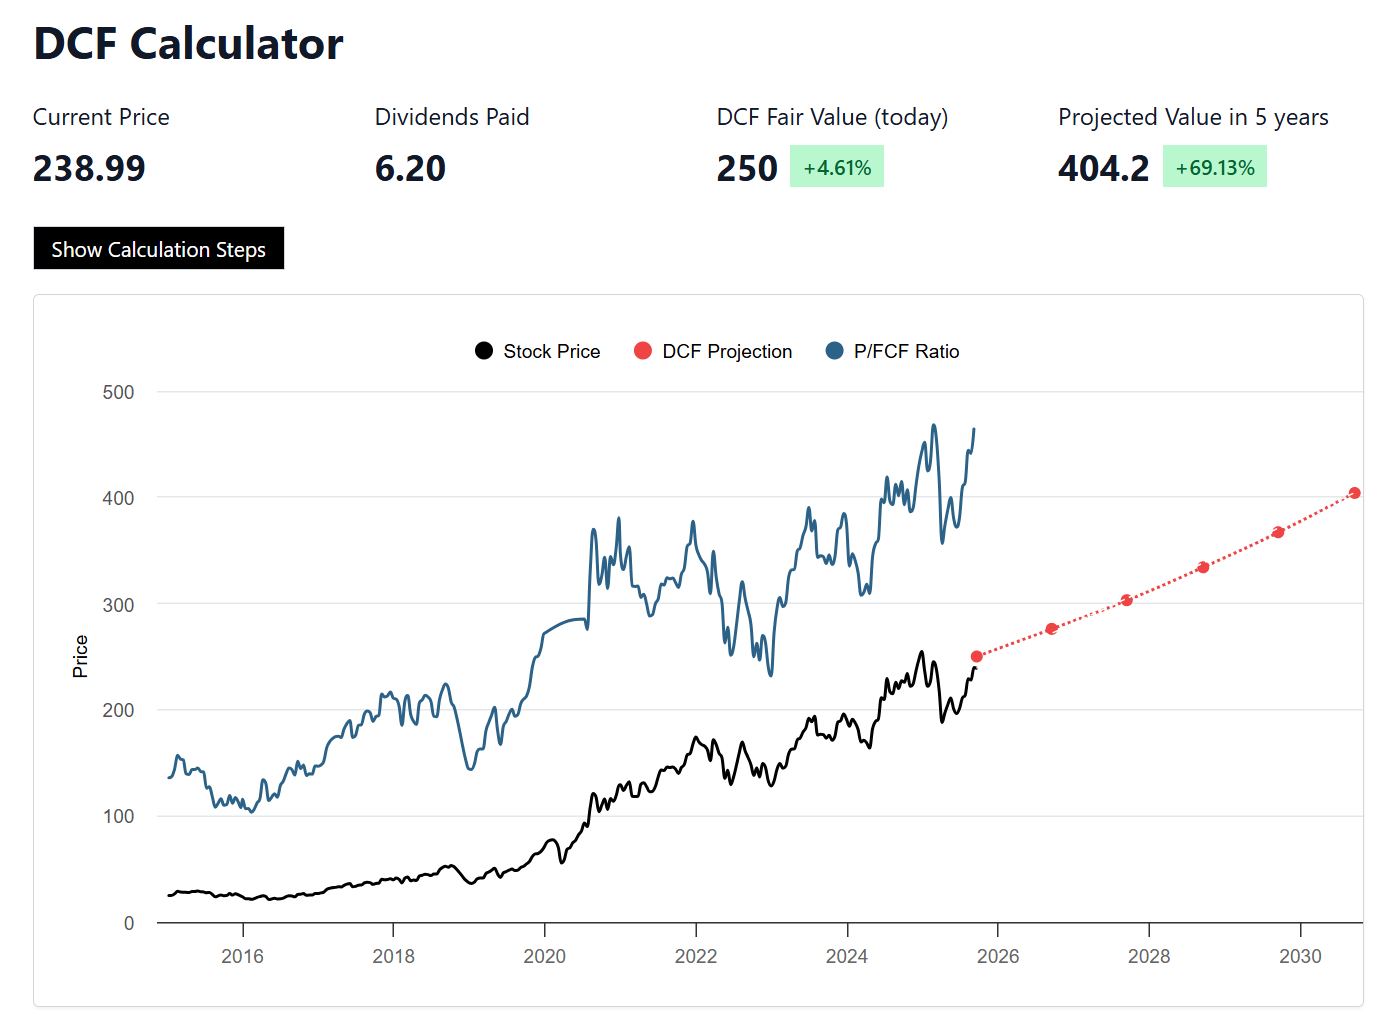 DCF Calculator
Current Price
Dividends Paid
DCF Fair Value (today)
Projected Value in 5 years
238.99
6.20
250 +4.61%
404.2 +69.13%
Show Calculation Steps
Stock Price
DCF Projection
P/FCF Ratio
500
400
300
200
100
0
Price
2016
2018
2020
2022
2024
2026
2028
2030